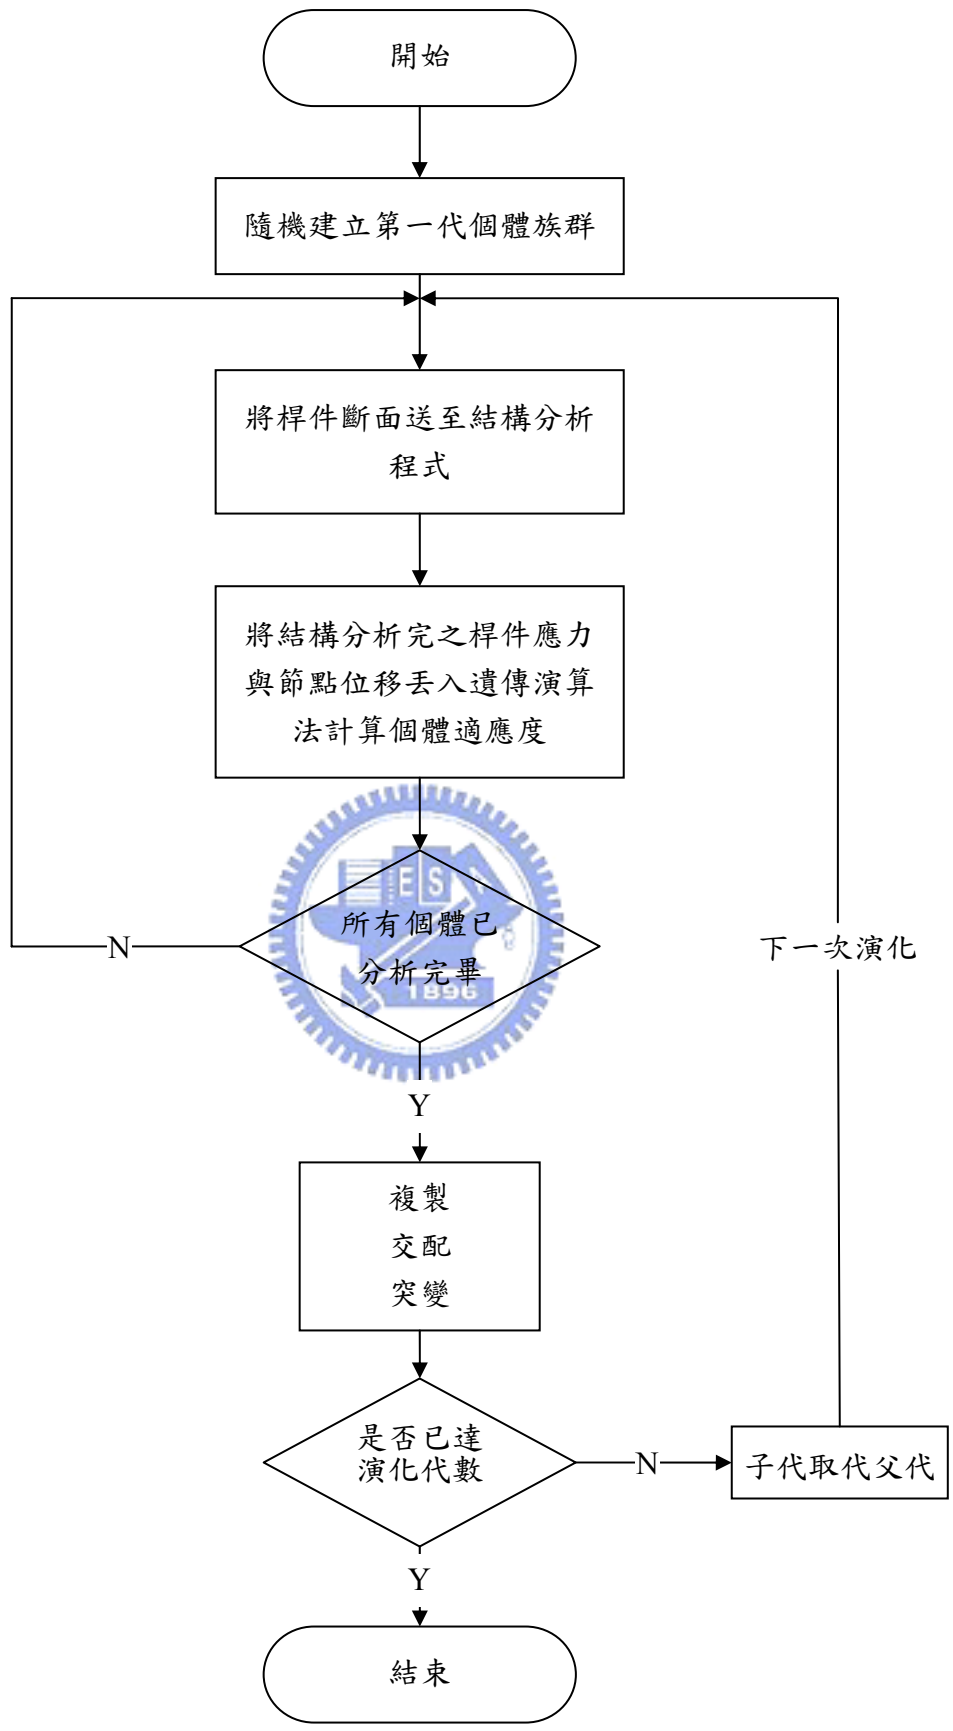 開始
隨機建立第一代個體族群
將桿件斷面送至結構分析
程式
將結構分析完之桿件應力
與節點位移丟入遺傳演算
法計算個體適應度
ES
所有個體已
分析完畢
1896
N
下一次演化
Y
複製
交配
突變
是否已達
演化代數
N
子代取代父代
Y
結束